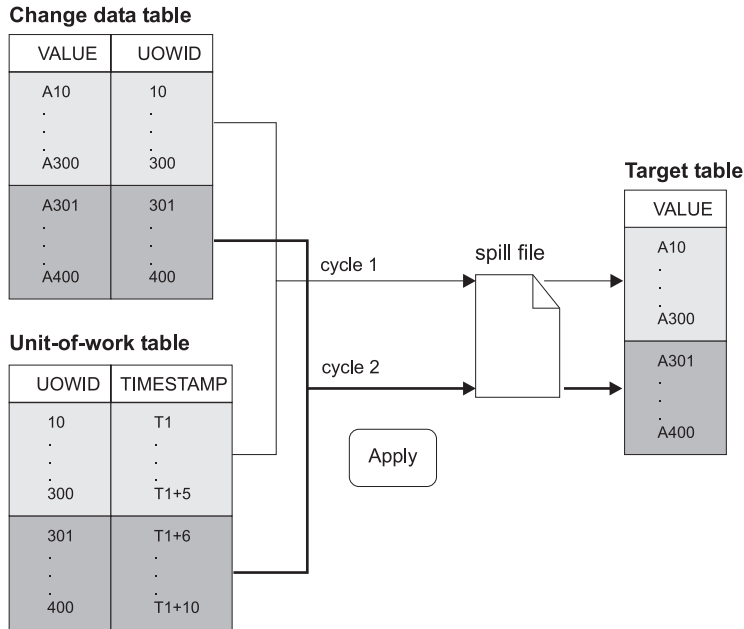 Change data table
VALUE UOWID
A10 10
. .
. .
. .
A300 300
A301 301
. .
. .
. .
A400 400
Unit-of-work table
UOWID TIMESTAMP
10 T1
. .
. .
. .
300 T1+5
301 T1+6
. .
. .
. .
400 T1+10
cycle 1
cycle 2
spill file
Apply
Target table
VALUE
A10
.
.
.
A300
A301
.
.
.
A400